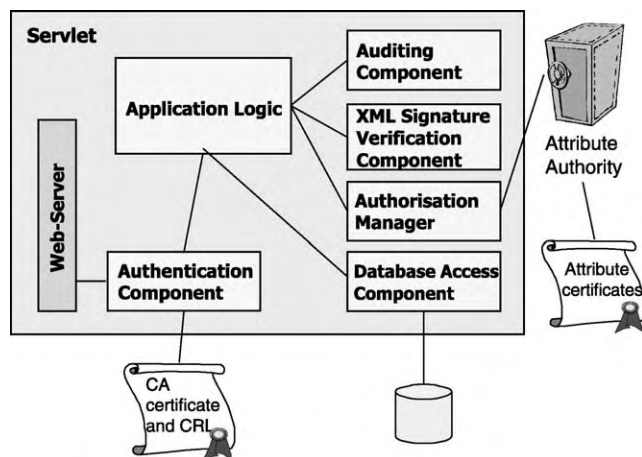 Servlet
Application Logic
Auditing
Component
XML Signature
Verification
Component
Authorisation
Manager
Attribute
Authority
Web-Server
Authentication
Component
Database Access
Component
Attribute
certificates
CA
certificate
and CRL